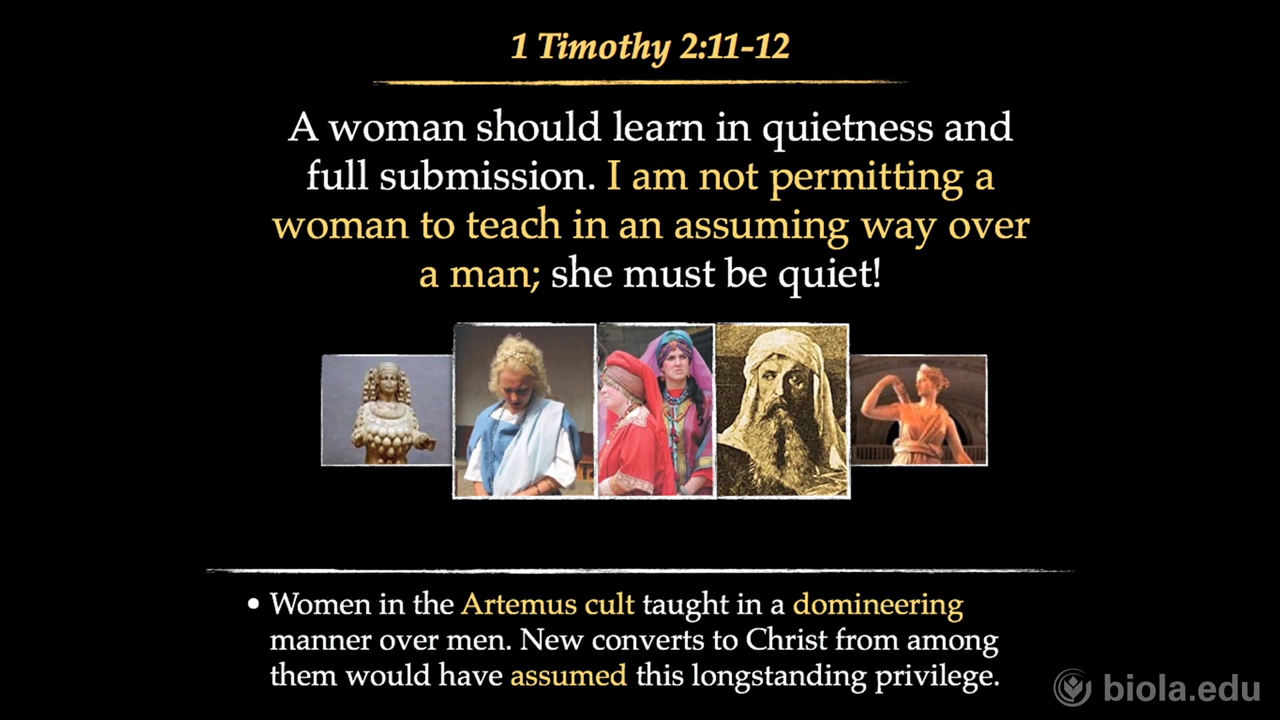 1 Timothy 2:11-12
A woman should learn in quietness and
full submission. I am not permitting a
woman to teach in an assuming way over
a man; she must be quiet!
• Women in the Artemus cult taught in a domineering
manner over men. New converts to Christ from among
them would have assumed this longstanding privilege.
biola.edu